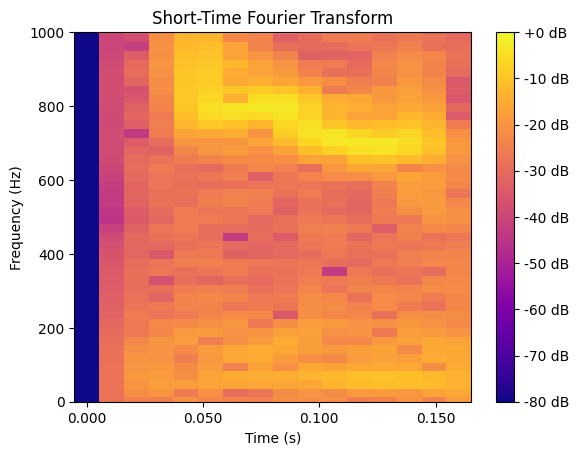 Short-Time Fourier Transform
Frequency (Hz)
1000
800
600
400
200
0
0.000
0.050
0.100
0.150
Time (s)
+0 dB
-10 dB
-20 dB
-30 dB
-40 dB
-50 dB
-60 dB
-70 dB
-80 dB